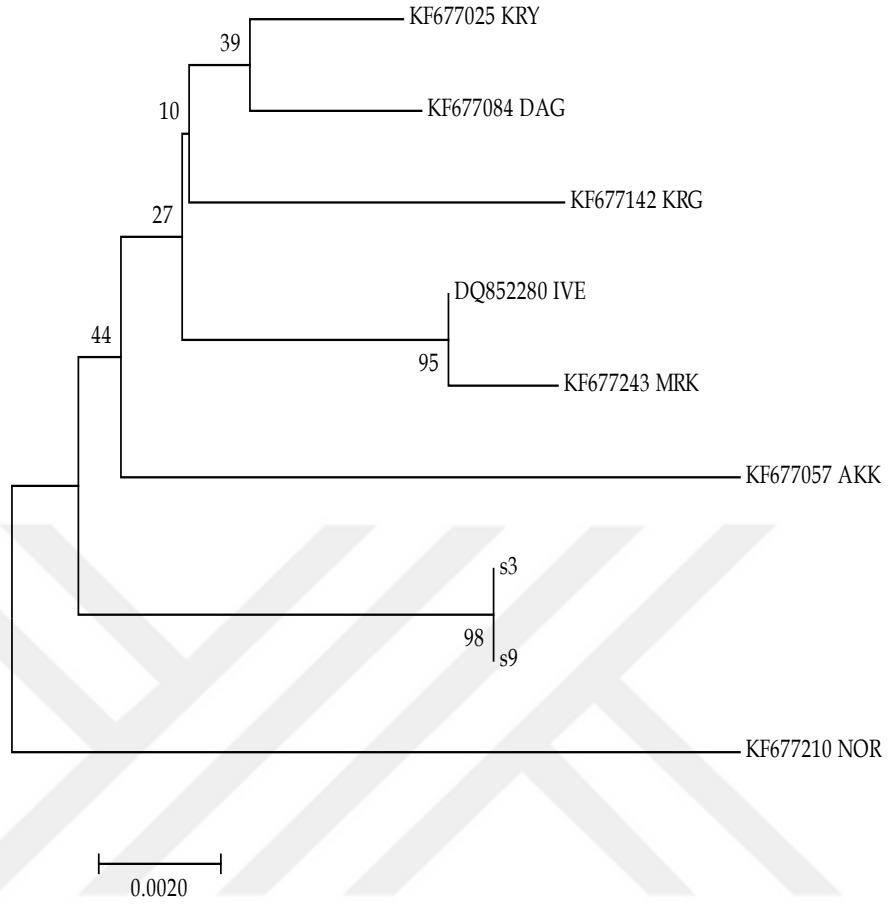 KF677025 KRY
39
KF677084 DAG
10
KF677142 KRG
27
DQ852280 IVE
44
95
KF677243 MRK
KF677057 AKK
s3
98
s9
KF677210 NOR
0.0020